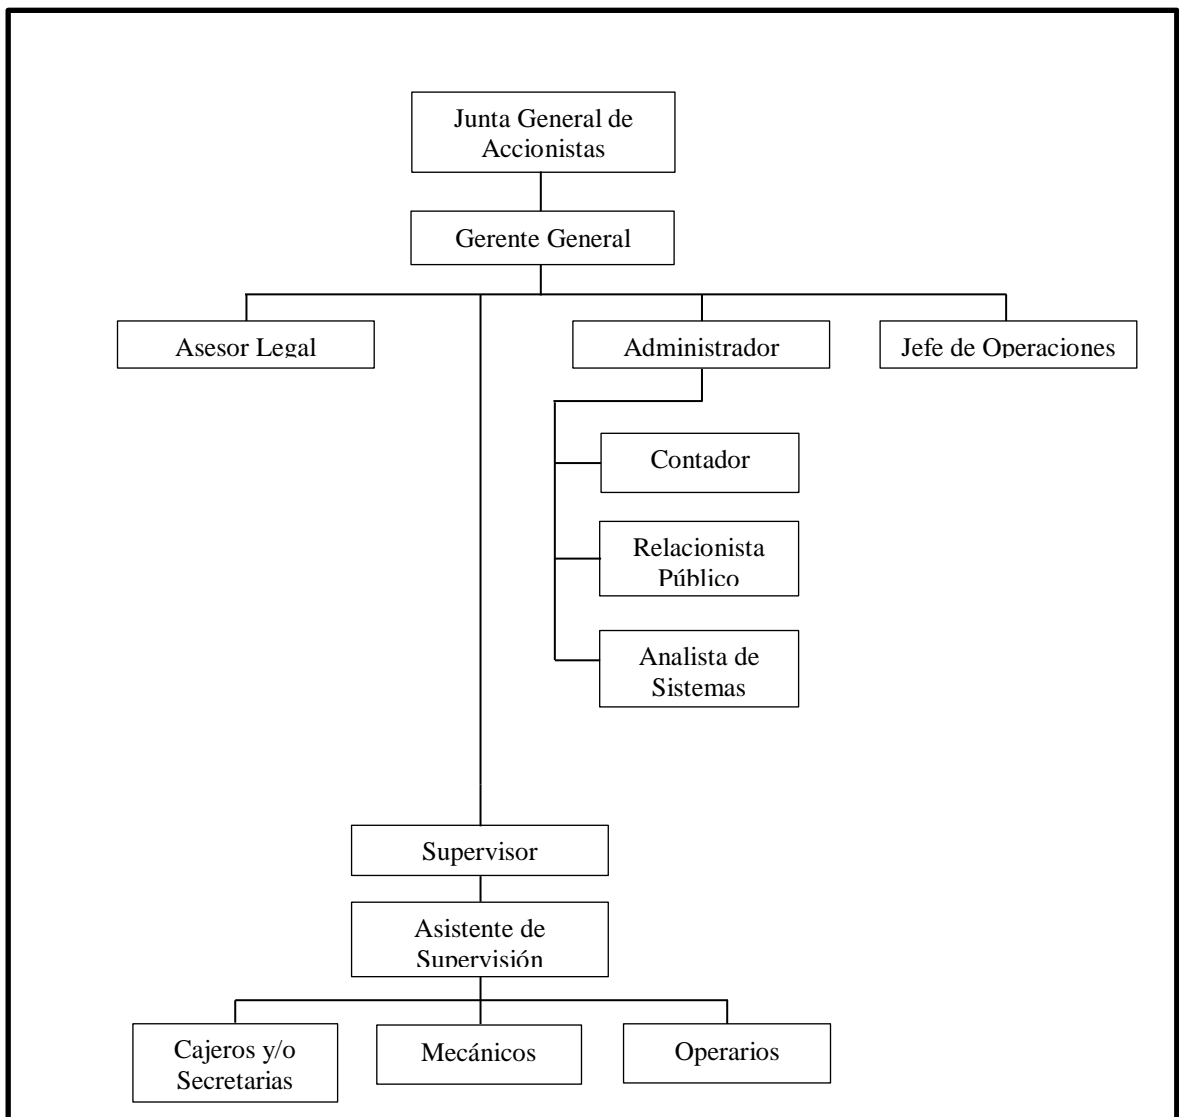 Junta General de
Accionistas
Gerente General
Asesor Legal
Administrador
Jefe de Operaciones
Contador
Relacionista
Público
Analista de
Sistemas
Supervisor
Asistente de
Supervisión
Cajeros y/o
Secretarias
Mecánicos
Operarios